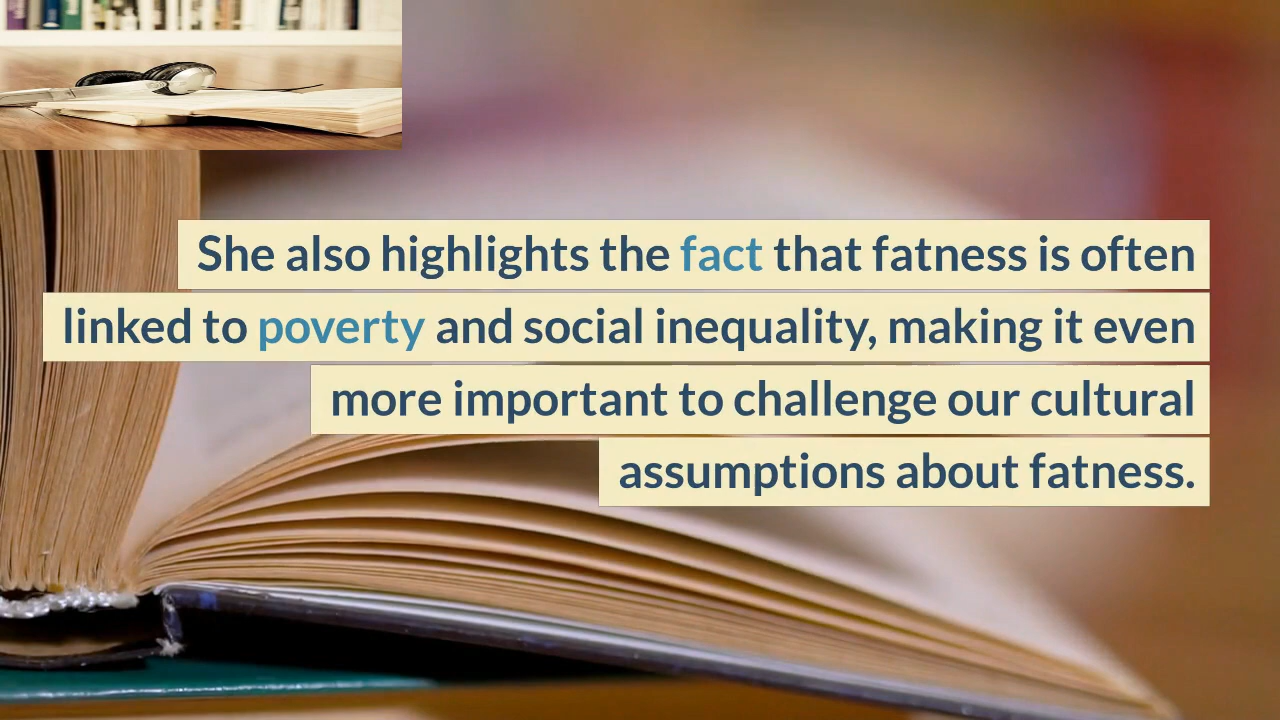 She also highlights the fact that fatness is often
linked to poverty and social inequality, making it even
more important to challenge our cultural
assumptions about fatness.